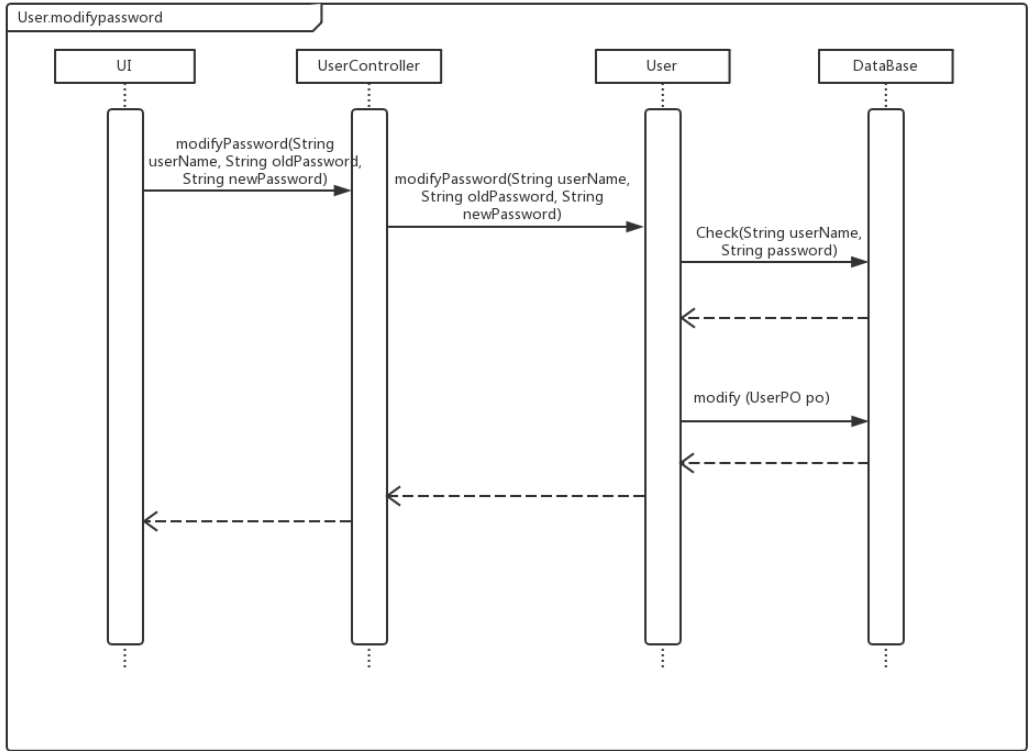 User.modifypassword
UI
UserController
User
DataBase
modifyPassword(String
userName, String oldPassword,
String newPassword)
modifyPassword(String userName,
String oldPassword, String
newPassword)
Check(String userName,
String password)
modify (UserPO po)